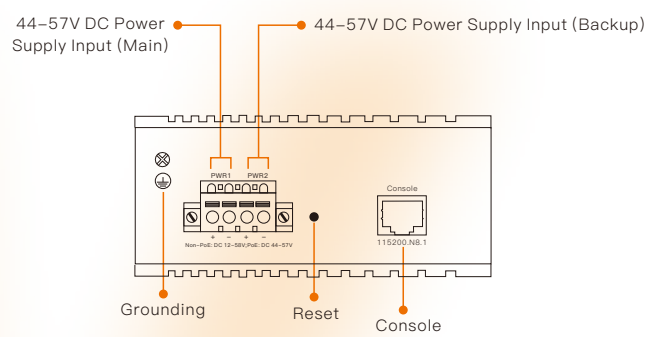 44–57V DC Power
Supply Input (Main)
44–57V DC Power Supply Input (Backup)
PWR1 PWR2
Console
+ – + –
Non-PoE: DC 12-58V;PoE: DC 44-57V
115200.N8.1
Grounding
Reset
Console